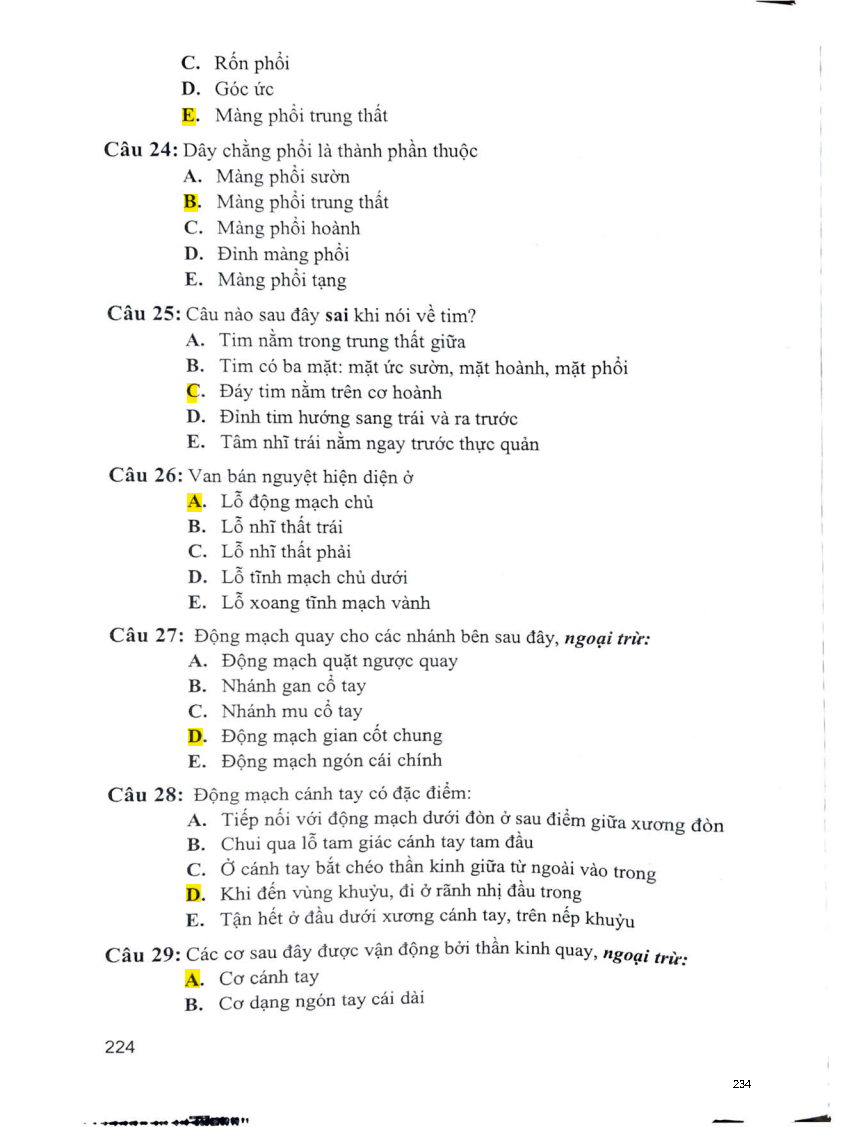 C. Rốn phổi
D. Góc ức
E. Màng phổi trung thất
Câu 24: Dây chằng phổi là thành phần thuộc
A. Màng phổi sườn
B. Màng phổi trung thất
C. Màng phổi hoành
D. Đỉnh màng phổi
E. Màng phổi tạng
Câu 25: Câu nào sau đây sai khi nói về tim?
A. Tim nằm trong trung thất giữa
B. Tim có ba mặt: mặt ức sườn, mặt hoành, mặt phổi
C. Đáy tim nằm trên cơ hoành
D. Đỉnh tim hướng sang trái và ra trước
E. Tâm nhĩ trái nằm ngay trước thực quản
Câu 26: Van bán nguyệt hiện diện ở
A. Lỗ động mạch chủ
B. Lỗ nhĩ thất trái
C. Lỗ nhĩ thất phải
D. Lỗ tĩnh mạch chủ dưới
E. Lỗ xoang tĩnh mạch vành
Câu 27: Động mạch quay cho các nhánh bên sau đây, ngoại trừ:
A. Động mạch quặt ngược quay
B. Nhánh gan cổ tay
C. Nhánh mu cổ tay
D. Động mạch gian cốt chung
E. Động mạch ngón cái chính
Câu 28: Động mạch cánh tay có đặc điểm:
A. Tiếp nối với động mạch dưới đòn ở sau điểm giữa xương đòn
B. Chui qua lỗ tam giác cánh tay tam đầu
C. Ở cánh tay bắt chéo thần kinh giữa từ ngoài vào trong
D. Khi đến vùng khuỷu, đi ở rãnh nhị đầu trong
E. Tận hết ở đầu dưới xương cánh tay, trên nếp khuỷu
Câu 29: Các cơ sau đây được vận động bởi thần kinh quay, ngoại trừ:
A. Cơ cánh tay
B. Cơ dạng ngón tay cái dài
224
234